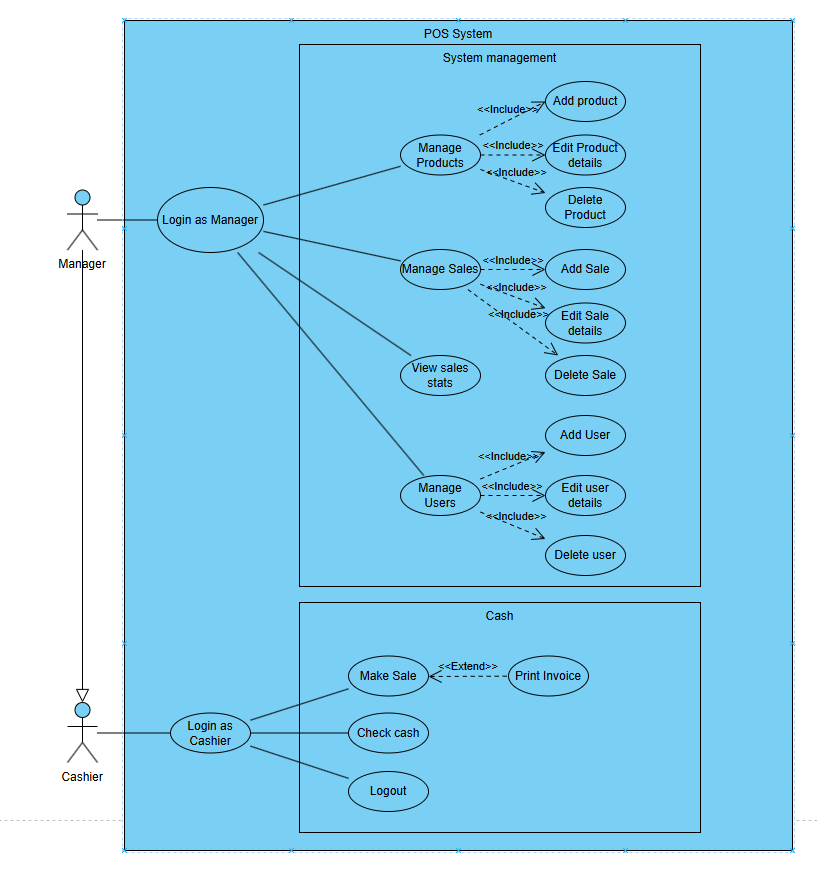 POS System
System management
<<Include>>
Add product
Manage
Products
<<Include>>
Edit Product
details
<<Include>>
Delete
Product
Login as Manager
Manager
Manage Sales
<<Include>>
Add Sale
<<Include>>
Edit Sale
details
<<Include>>
Delete Sale
View sales
stats
Add User
<<Include>>
Manage
Users
<<Include>>
Edit user
details
<<Include>>
Delete user
Cash
Make Sale
<<Extend>>
Print Invoice
Login as
Cashier
Check cash
Cashier
Logout